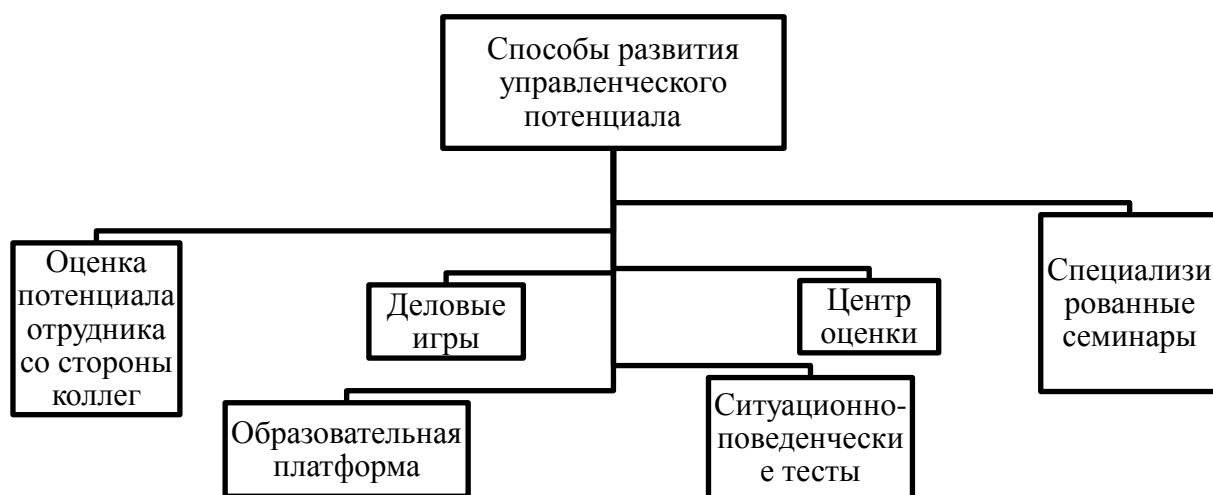 Способы развития
управленческого
потенциала
Оценка
потенциала
отрудника
со стороны
коллег
Деловые
игры
Центр
оценки
Специализи
рованные
семинары
Образовательная
платформа
Ситуационно-
поведенчески
е тесты